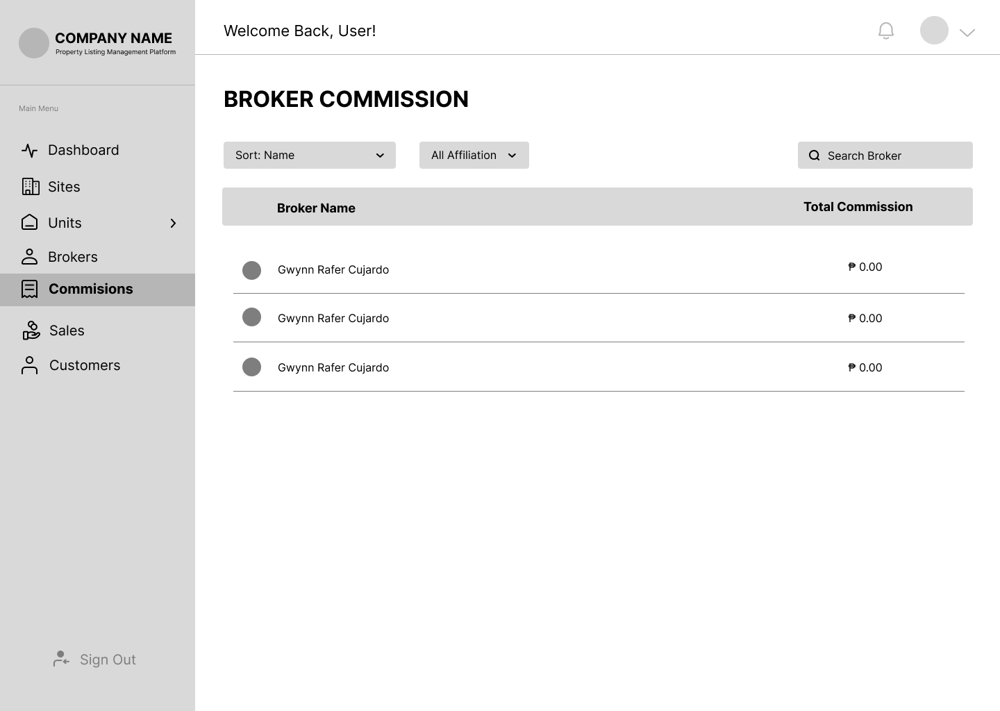 COMPANY NAME
Property Listing Management Platform
Main Menu
Dashboard
Sites
Units
Brokers
Commisions
Sales
Customers
Sign Out
Welcome Back, User!
BROKER COMMISSION
Sort: Name
All Affiliation
Search Broker
Broker Name Total Commission
Gwynn Rafer Cujardo ₱ 0.00
Gwynn Rafer Cujardo ₱ 0.00
Gwynn Rafer Cujardo ₱ 0.00